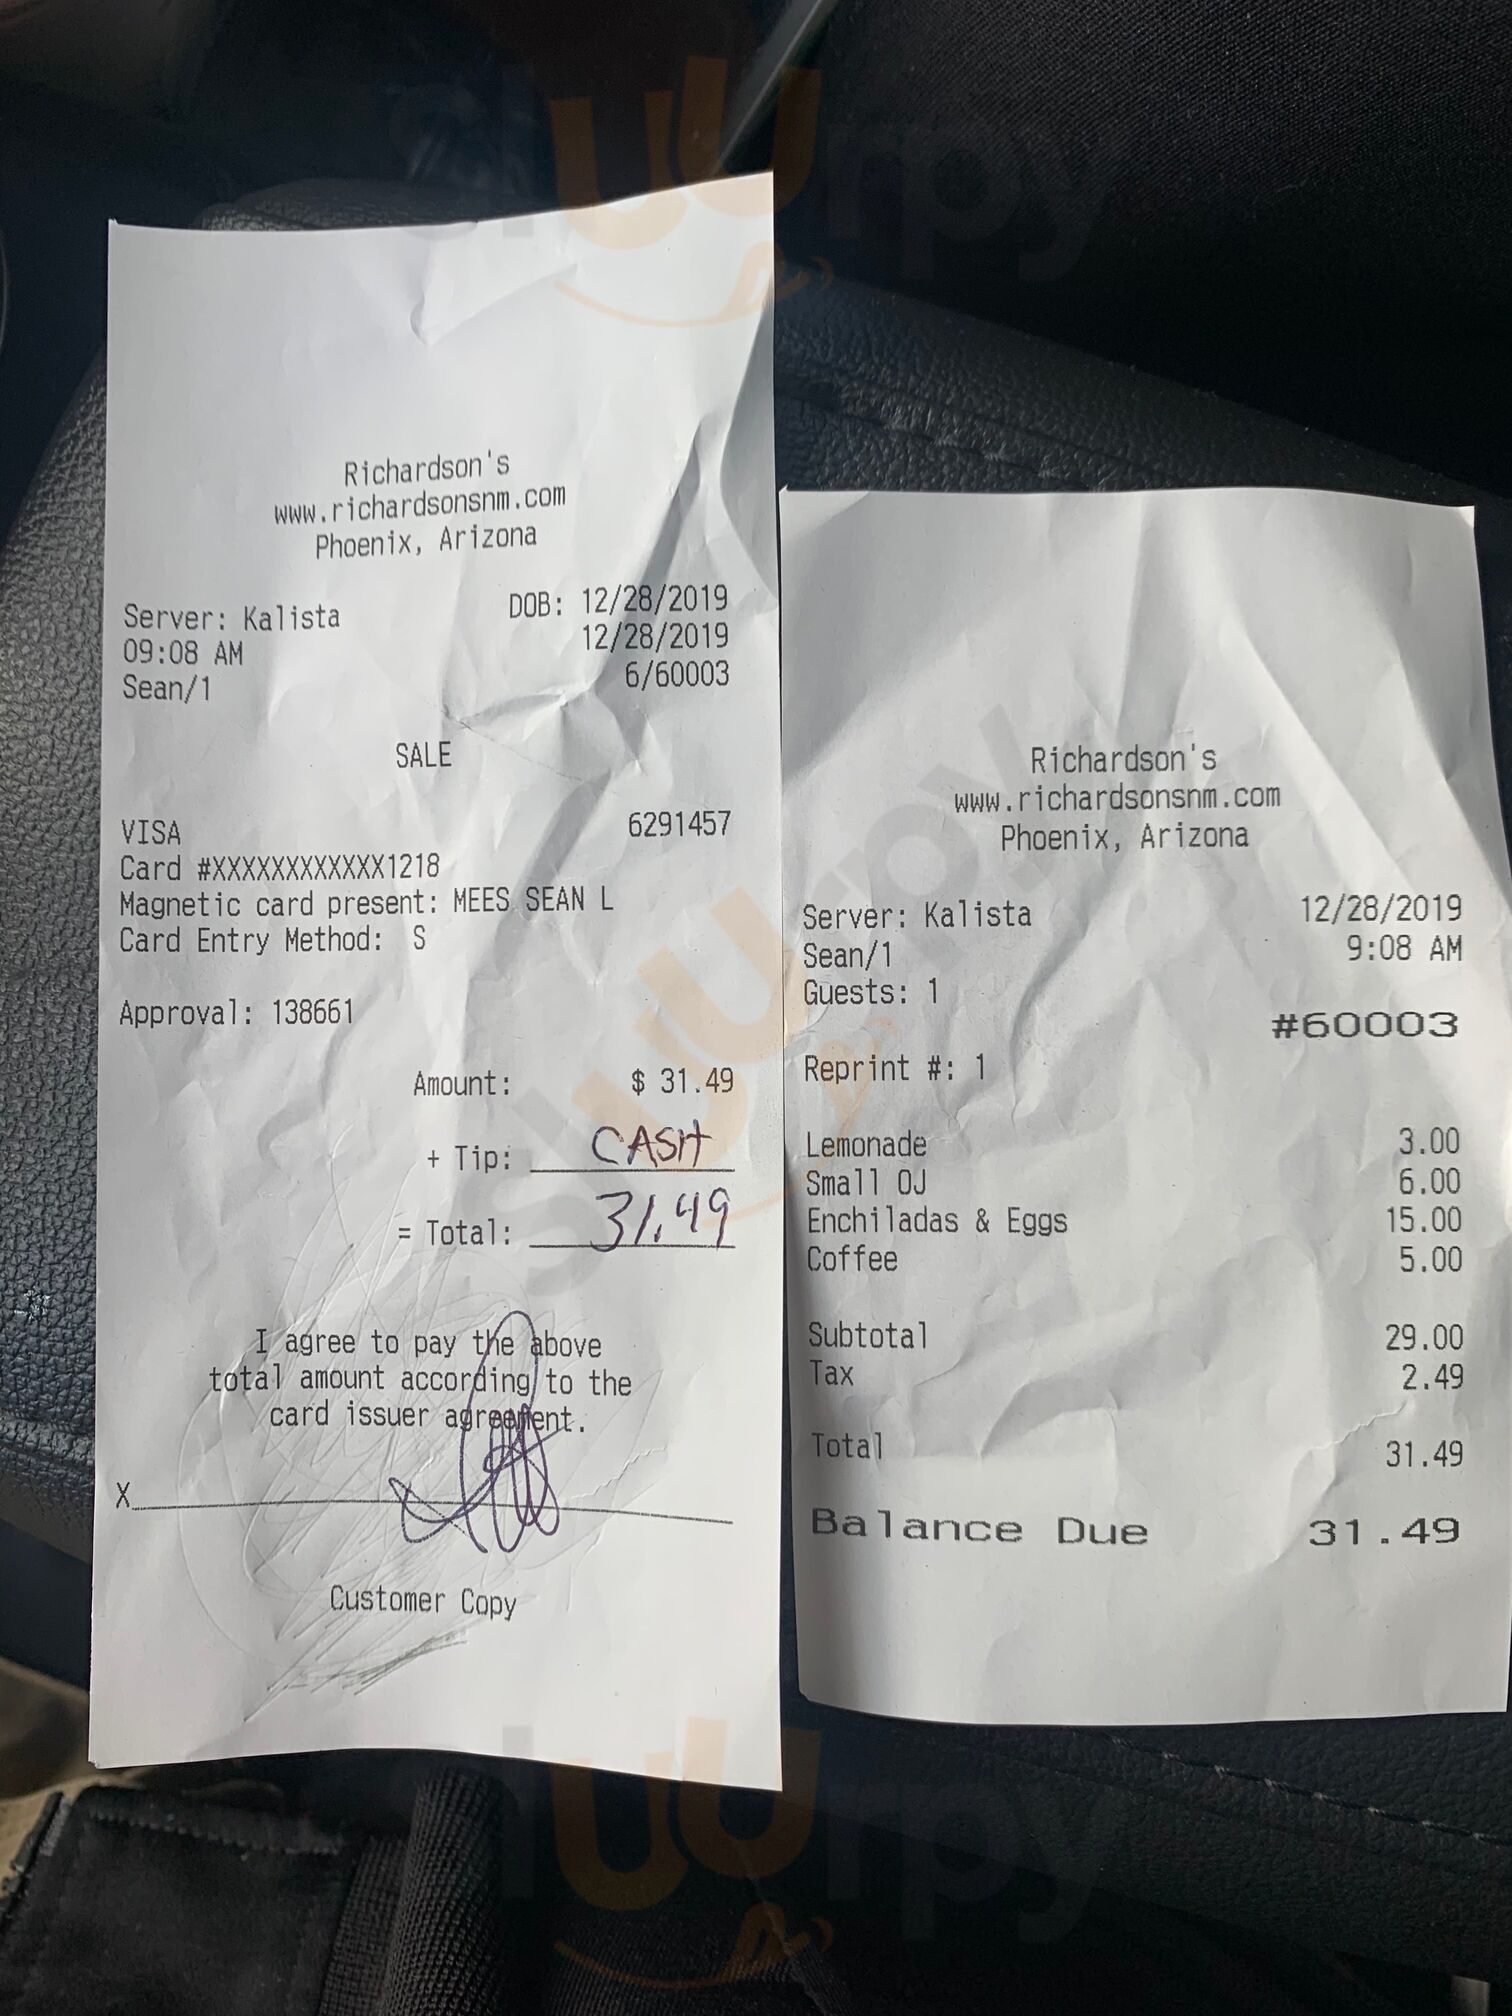 Richardson's
www.richardsonsnm.com
Phoenix, Arizona
Server: Kalista DOB: 12/28/2019
09:08 AM 12/28/2019
Sean/1 6/60003
SALE
VISA 6291457
Card #XXXXXXXXXXXX1218
Magnetic card present: MEES SEAN L
Card Entry Method: S
Approval: 138661
Amount: $ 31.49
+ Tip: CASH
= Total: 31.49
I agree to pay the above
total amount according to the
card issuer agreement.
X
Customer Copy
Richardson's
www.richardsonsnm.com
Phoenix, Arizona
Server: Kalista 12/28/2019
Sean/1 9:08 AM
Guests: 1
#60003
Reprint #: 1
Lemonade 3.00
Small OJ 6.00
Enchiladas & Eggs 15.00
Coffee 5.00
Subtotal 29.00
Tax 2.49
Total 31.49
Balance Due 31.49
sluurpy
sluurpy
sluurpy